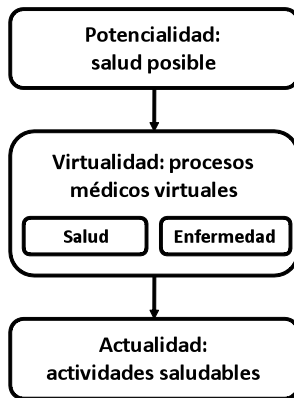 Potencialidad:
salud posible
Virtualidad: procesos
médicos virtuales
Salud
Enfermedad
Actualidad:
actividades saludables